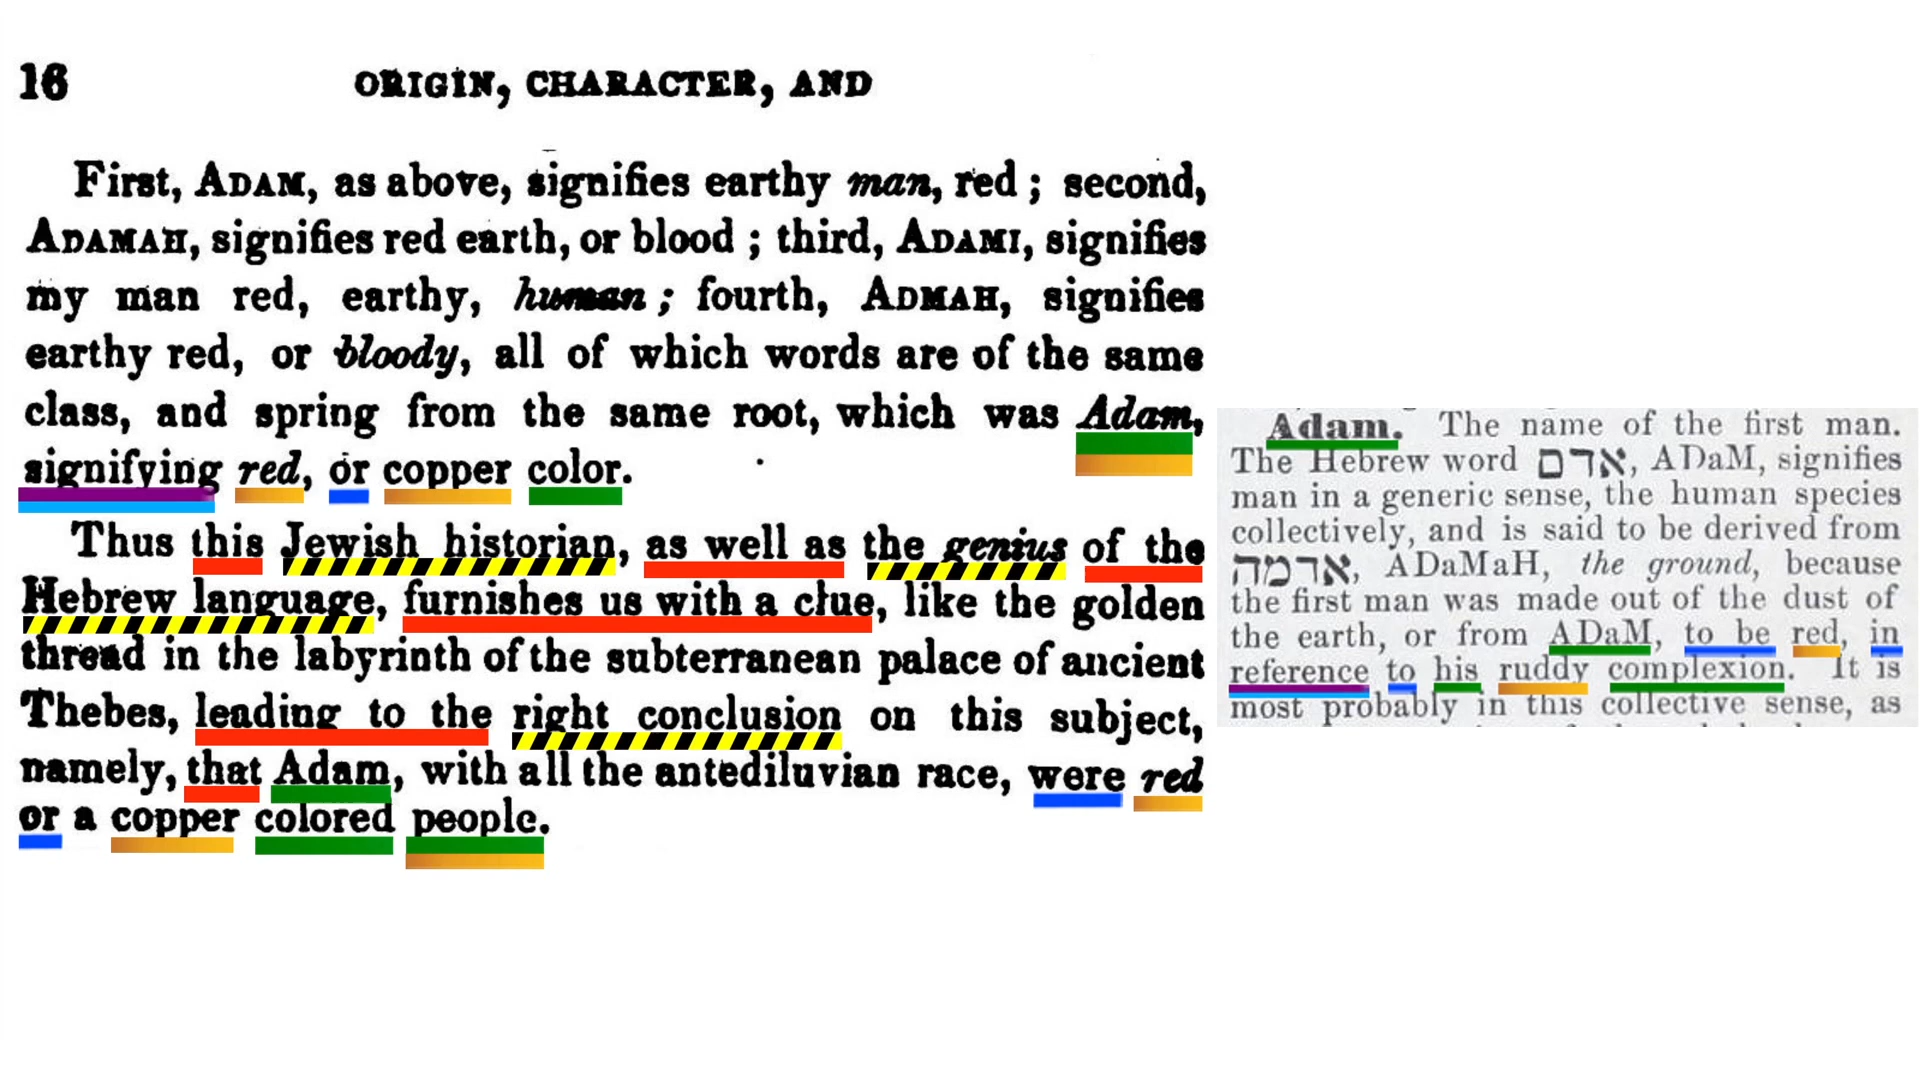 16 ORIGIN, CHARACTER, AND
First, ADAM, as above, signifies earthy man, red; second,
ADAMAH, signifies red earth, or blood; third, ADAMI, signifies
my man red, earthy, human; fourth, ADMAH, signifies
earthy red, or bloody, all of which words are of the same
class, and spring from the same root, which was Adam,
signifying red, or copper color.
Thus this Jewish historian, as well as the genius of the
Hebrew language, furnishes us with a clue, like the golden
thread in the labyrinth of the subterranean palace of ancient
Thebes, leading to the right conclusion on this subject,
namely, that Adam, with all the antediluvian race, were red
or a copper colored people.
Adam. The name of the first man.
The Hebrew word אדם, ADaM, signifies
man in a generic sense, the human species
collectively, and is said to be derived from
אדמה, ADaMaH, the ground, because
the first man was made out of the dust of
the earth, or from ADaM, to be red, in
reference to his ruddy complexion. It is
most probably in this collective sense, as